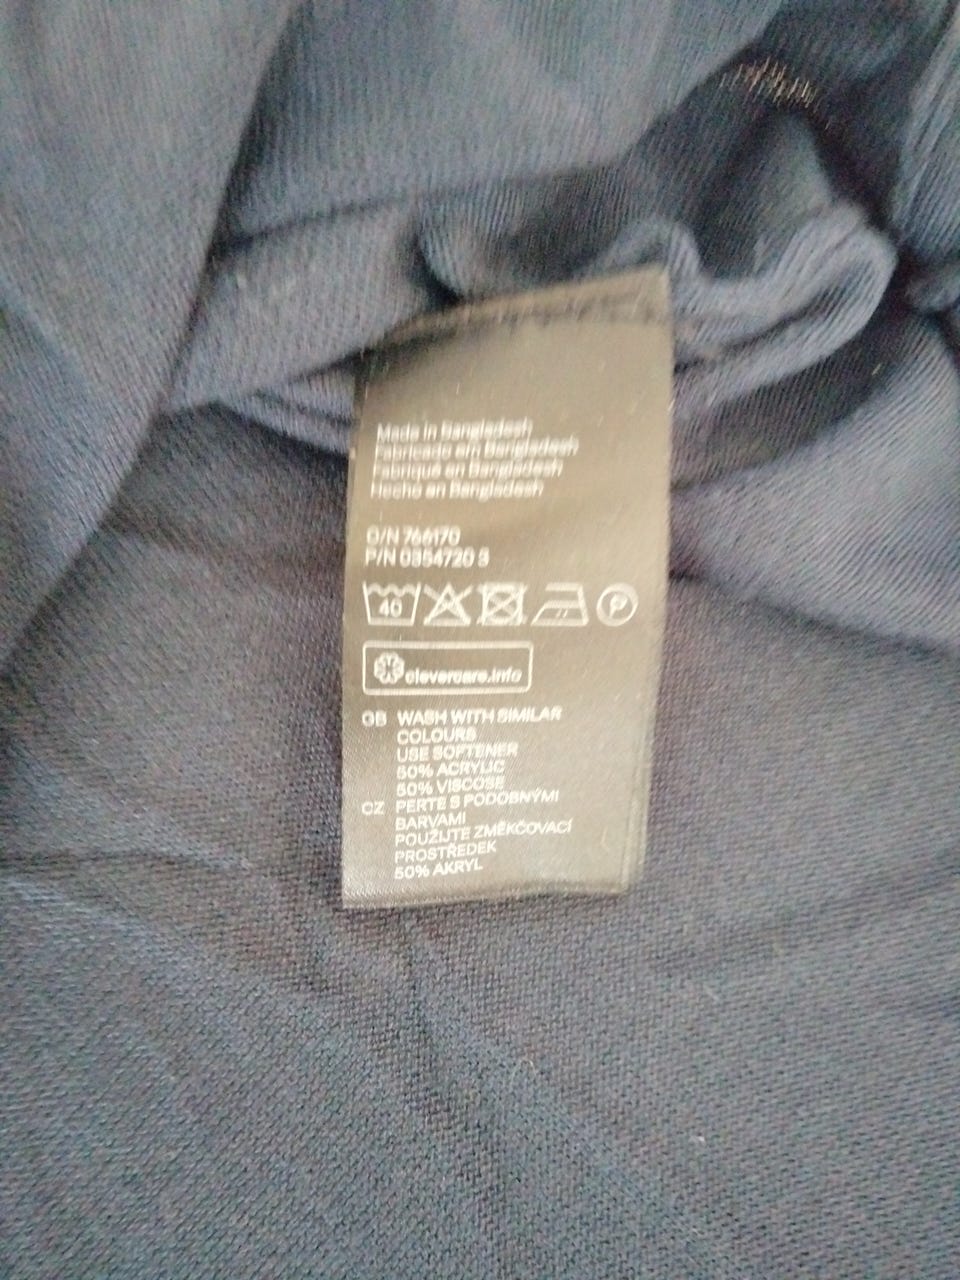 Made in Bangladesh
Fabricado em Bangladesh
Fabriqué en Bangladesh
Hecho en Bangladesh
O/N 766170
P/N 0354720 S
40
P
clevercare.info
GB WASH WITH SIMILAR
COLOURS
USE SOFTENER
50% ACRYLIC
50% VISCOSE
CZ PERTE S PODOBNÝMI
BARVAMI
POUŽIJTE ZMĚKČOVACÍ
PROSTŘEDEK
50% AKRYL